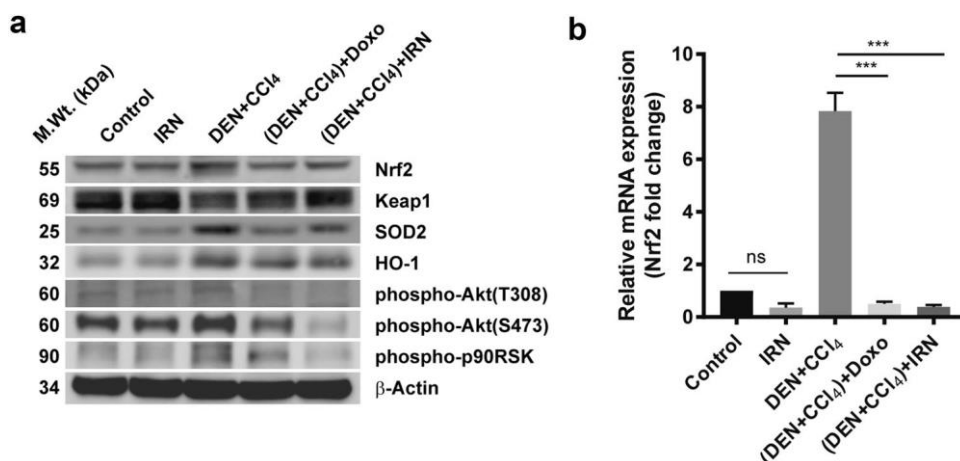 a
M.Wt. (kDa)
Control
IRN
DEN+CCl₄
(DEN+CCl₄)+Doxo
(DEN+CCl₄)+IRN
55 Nrf2
69 Keap1
25 SOD2
32 HO-1
60 phospho-Akt(T308)
60 phospho-Akt(S473)
90 phospho-p90RSK
34 β-Actin
b
Relative mRNA expression
(Nrf2 fold change)
10
8
6
4
2
0
ns
***
***
Control
IRN
DEN+CCl₄
(DEN+CCl₄)+Doxo
(DEN+CCl₄)+IRN